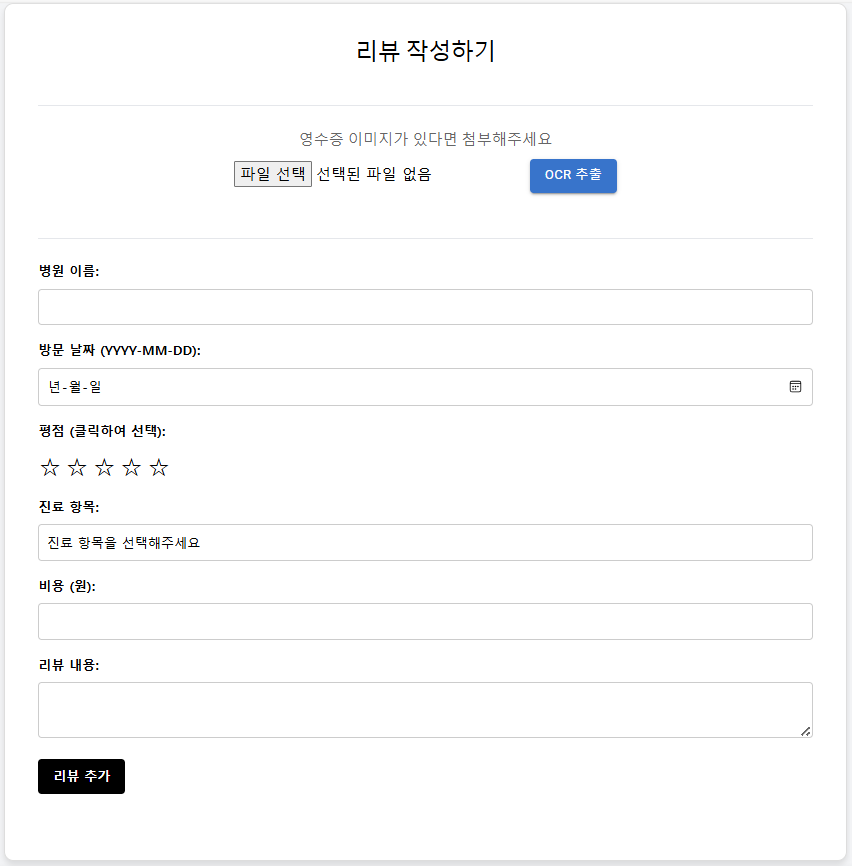 리뷰 작성하기
영수증 이미지가 있다면 첨부해주세요
파일 선택 선택된 파일 없음 OCR 추출
병원 이름:
방문 날짜 (YYYY-MM-DD):
년-월-일
평점 (클릭하여 선택):
☆ ☆ ☆ ☆ ☆
진료 항목:
진료 항목을 선택해주세요
비용 (원):
리뷰 내용:
리뷰 추가